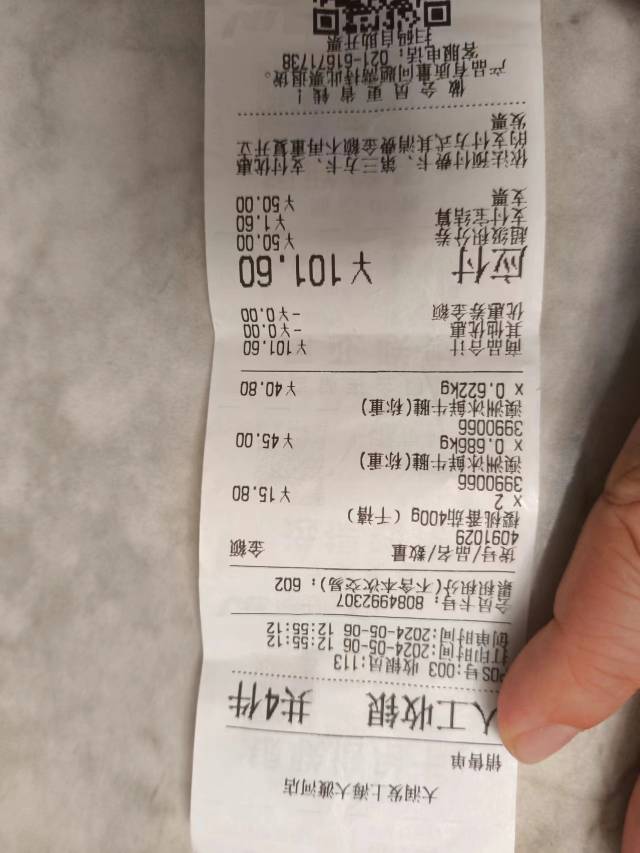 大润发上海大渡河店
销售单
人工收银 共4件
POS号:003 收银员:113
打印时间:2024-05-06 12:55:12
创单时间:2024-05-06 12:55:12
会员卡号: 8084992307
累积积分(不含本次交易): 602
货号/品名/数量 金额
4091029
樱桃番茄400g (千禧)
x 2 ￥15.80
3990066
澳洲冰鲜牛腱(称重)
x 0.686kg ￥45.00
3990066
澳洲冰鲜牛腱(称重)
x 0.622kg ￥40.80
商品合计 ￥101.60
其他优惠 -￥0.00
优惠券金额 -￥0.00
应付 ￥101.60
超级积分券 ￥50.00
支付宝结算 ￥1.60
支票 ￥50.00
依法预付费卡、第三方卡、支付优惠
的支付方式其消费金额不再重复开立
发票
做会员更省钱!
产品有质量问题请持此票退货。
客服电话: 021-61671738
扫码自助开票